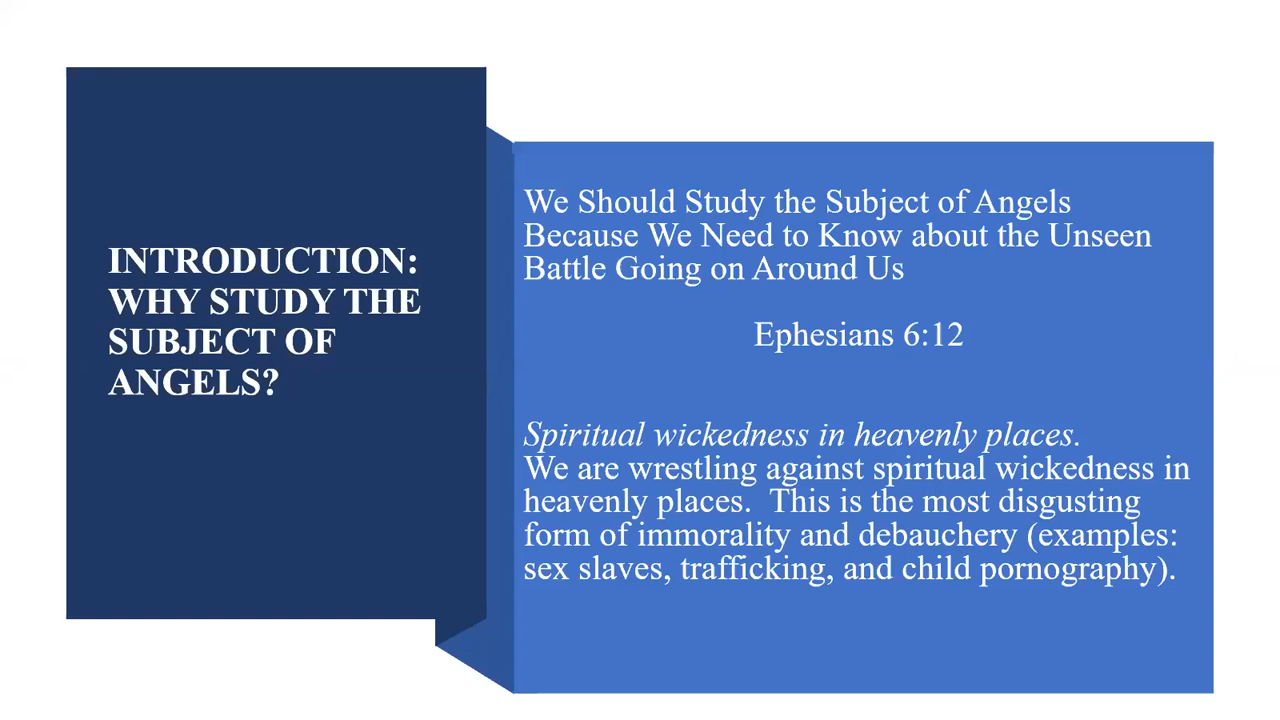 INTRODUCTION:
WHY STUDY THE
SUBJECT OF
ANGELS?
We Should Study the Subject of Angels
Because We Need to Know about the Unseen
Battle Going on Around Us
Ephesians 6:12
Spiritual wickedness in heavenly places.
We are wrestling against spiritual wickedness in
heavenly places.  This is the most disgusting
form of immorality and debauchery (examples:
sex slaves, trafficking, and child pornography).